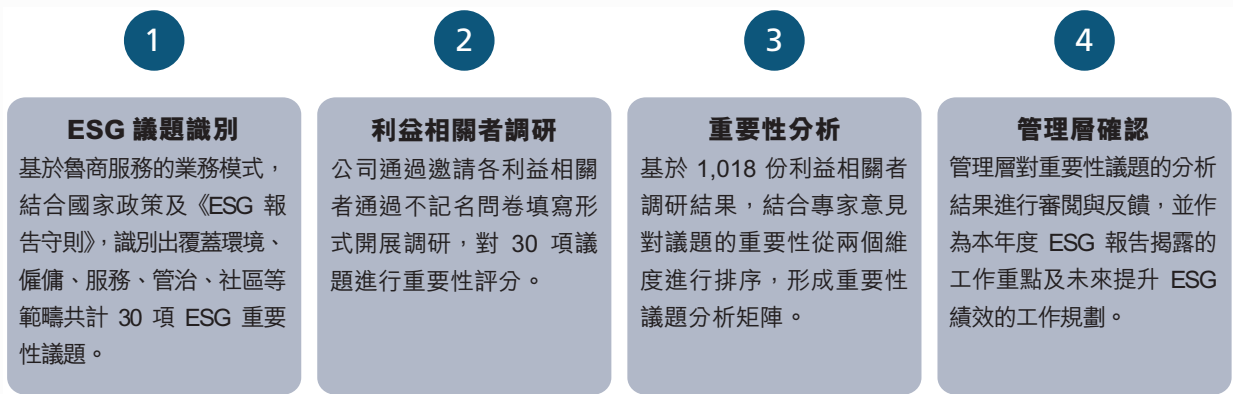 1
ESG 議題識別
基於魯商服務的業務模式，
結合國家政策及《ESG 報
告守則》，識別出覆蓋環境、
僱傭、服務、管治、社區等
範疇共計 30 項 ESG 重要
性議題。
2
利益相關者調研
公司通過邀請各利益相關
者通過不記名問卷填寫形
式開展調研，對 30 項議
題進行重要性評分。
3
重要性分析
基於 1,018 份利益相關者
調研結果，結合專家意見
對議題的重要性從兩個維
度進行排序，形成重要性
議題分析矩陣。
4
管理層確認
管理層對重要性議題的分析
結果進行審閱與反饋，並作
為本年度 ESG 報告揭露的
工作重點及未來提升 ESG
績效的工作規劃。